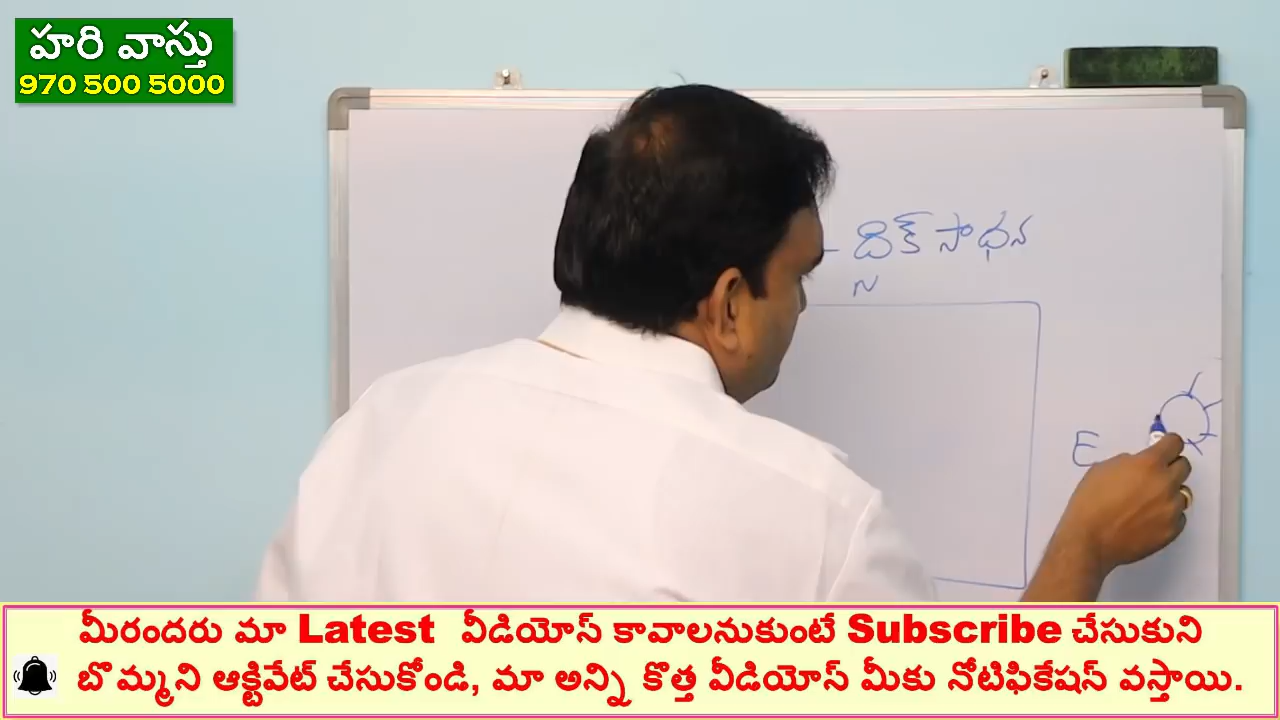 హరి వాస్తు
970 500 5000
- దిక్ సాధన
N
E
మీరందరు మా Latest వీడియోస్ కావాలనుకుంటే Subscribe చేసుకుని
బొమ్మని ఆక్టివేట్ చేసుకోండి, మా అన్ని కొత్త వీడియోస్ మీకు నోటిఫికేషన్ వస్తాయి.